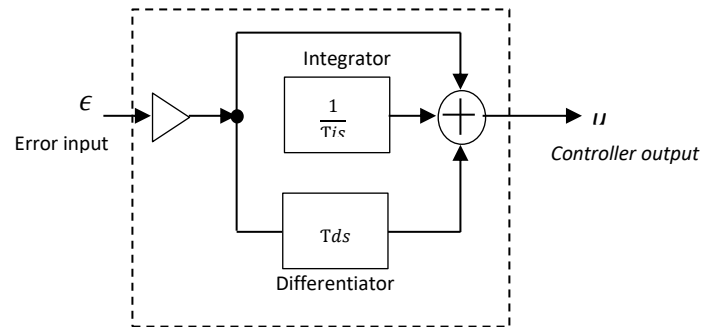 Integrator
ϵ
1
Tis
Error input
Controller output
Tds
Differentiator